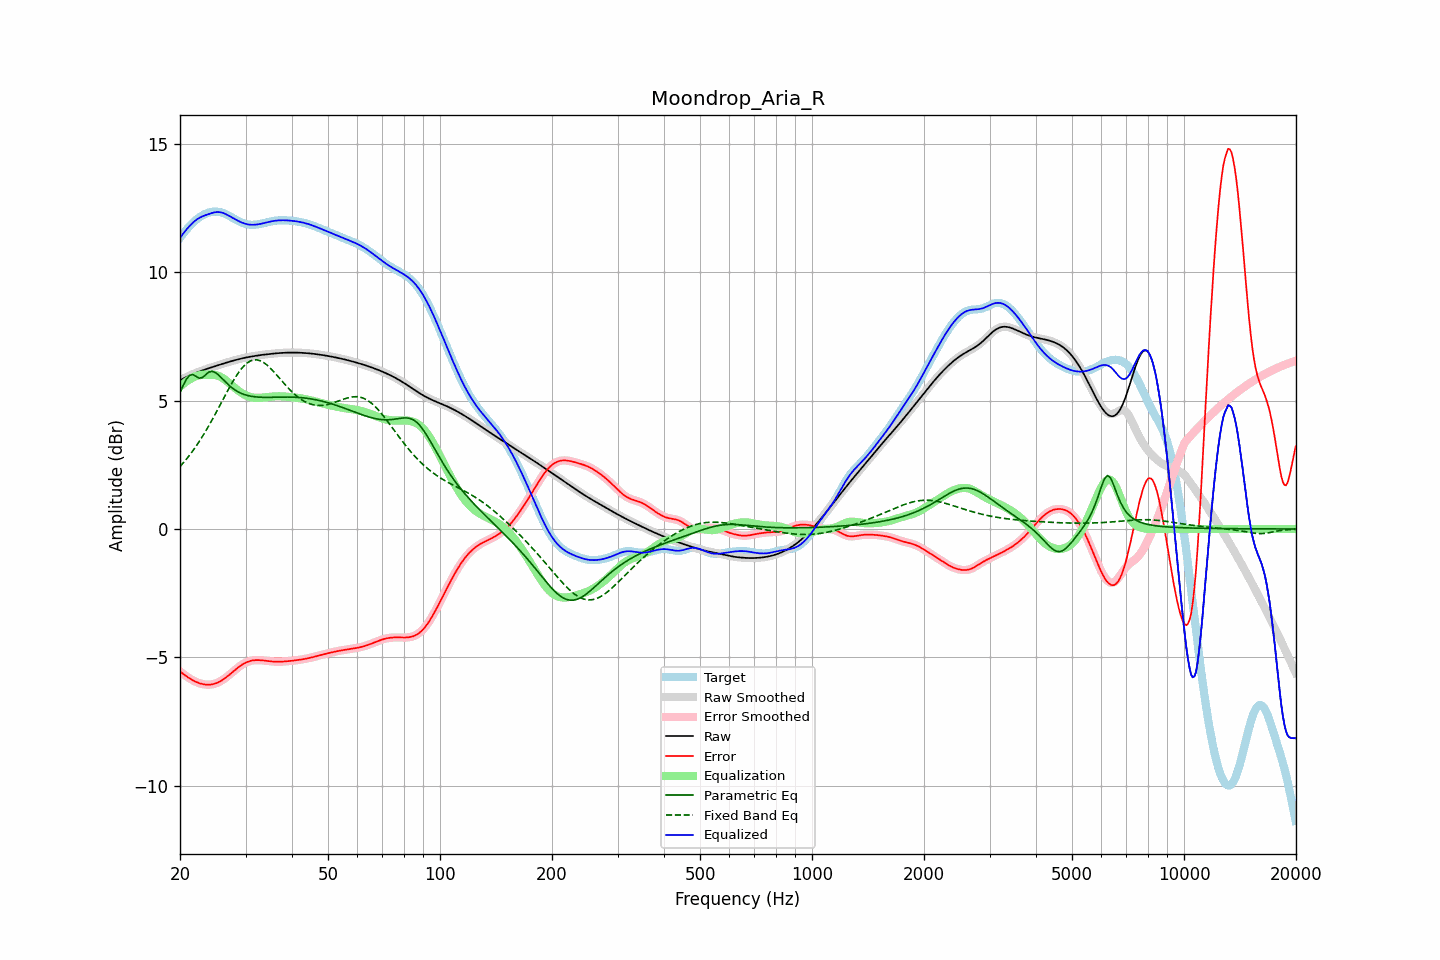 Moondrop_Aria_R
Amplitude (dBr)
15
10
5
0
−5
−10
Target
Raw Smoothed
Error Smoothed
Raw
Error
Equalization
Parametric Eq
Fixed Band Eq
Equalized
20
50
100
200
500
1000
2000
5000
10000
20000
Frequency (Hz)